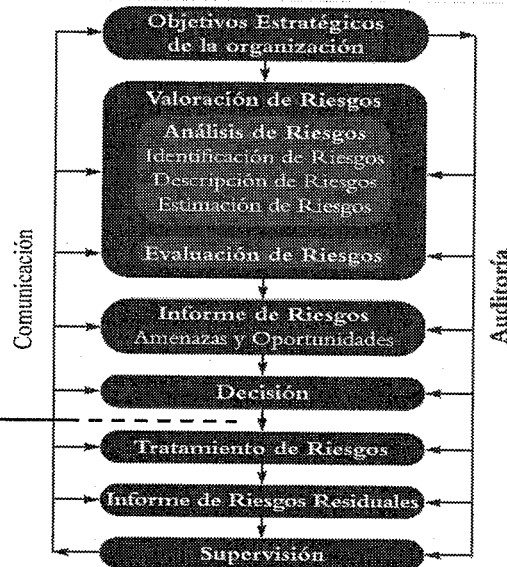 Objetivos Estratégicos
de la organización
Valoración de Riesgos
Análisis de Riesgos
Identificación de Riesgos
Descripción de Riesgos
Estimación de Riesgos
Evaluación de Riesgos
Informe de Riesgos
Amenazas y Oportunidades
Decisión
Tratamiento de Riesgos
Informe de Riesgos Residuales
Supervisión
Comunicación
Auditoría